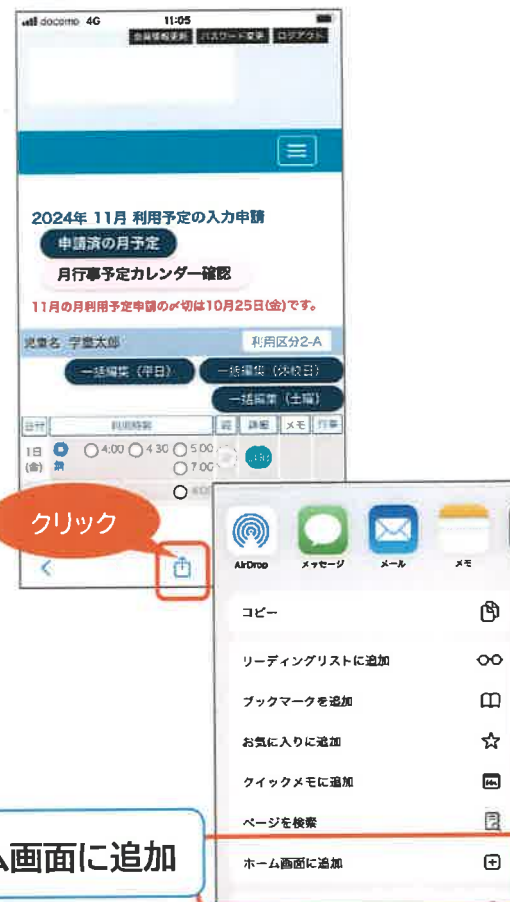 docomo 4G 11:05
会員情報更新 パスワード変更 ログアウト
2024年 11月 利用予定の入力申請
申請済の月予定
月行事予定カレンダー確認
11月の月利用予定申請の〆切は10月25日(金)です。
児童名 学童太郎 利用区分2-A
一括編集（平日） 一括編集（休校日）
一括編集（土曜）
日付 利用時間 詳細 メモ 行事
1日 4:00 4:30 5:00
(金) 7:00
クリック
AirDrop メッセージ メール メモ
コピー
リーディングリストに追加
ブックマークを追加
お気に入りに追加
クイックメモに追加
ページを検索
ム画面に追加
ホーム画面に追加